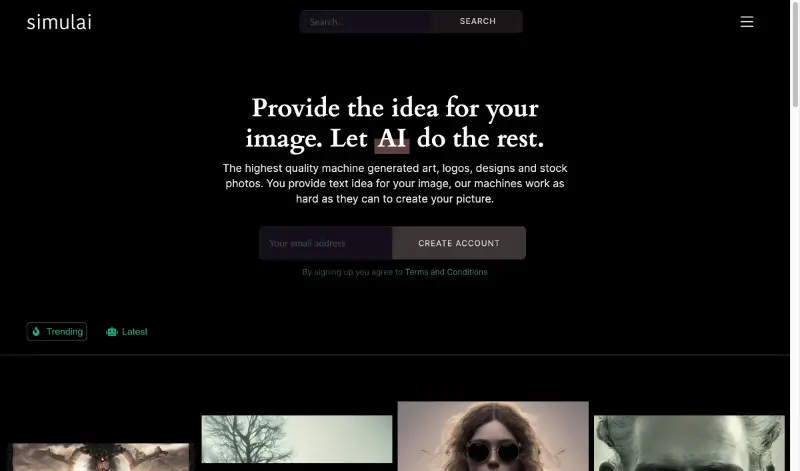 simulai
Search...
SEARCH
Provide the idea for your
image. Let AI do the rest.
The highest quality machine generated art, logos, designs and stock
photos. You provide text idea for your image, our machines work as
hard as they can to create your picture.
Your email address
CREATE ACCOUNT
By signing up you agree to Terms and Conditions
Trending
Latest